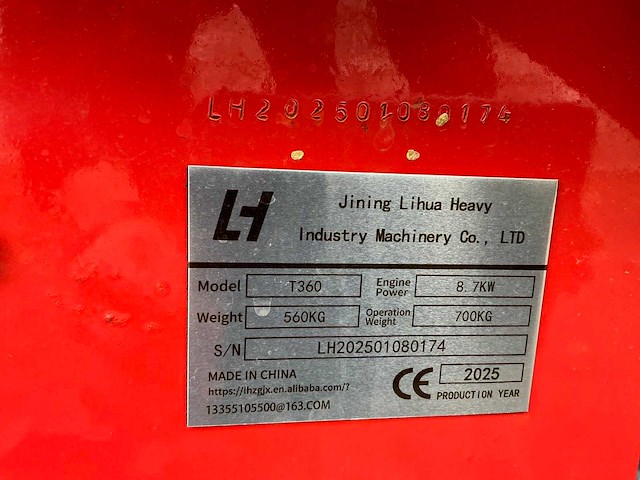 LH202501080174
LH
Jining Lihua Heavy
Industry Machinery Co., LTD
Model T360 Engine Power 8.7KW
Weight 560KG Operation Weight 700KG
S/N LH202501080174
MADE IN CHINA
https://lhzgjx.en.alibaba.com/?
13355105500@163.COM
CE
2025
PRODUCTION YEAR